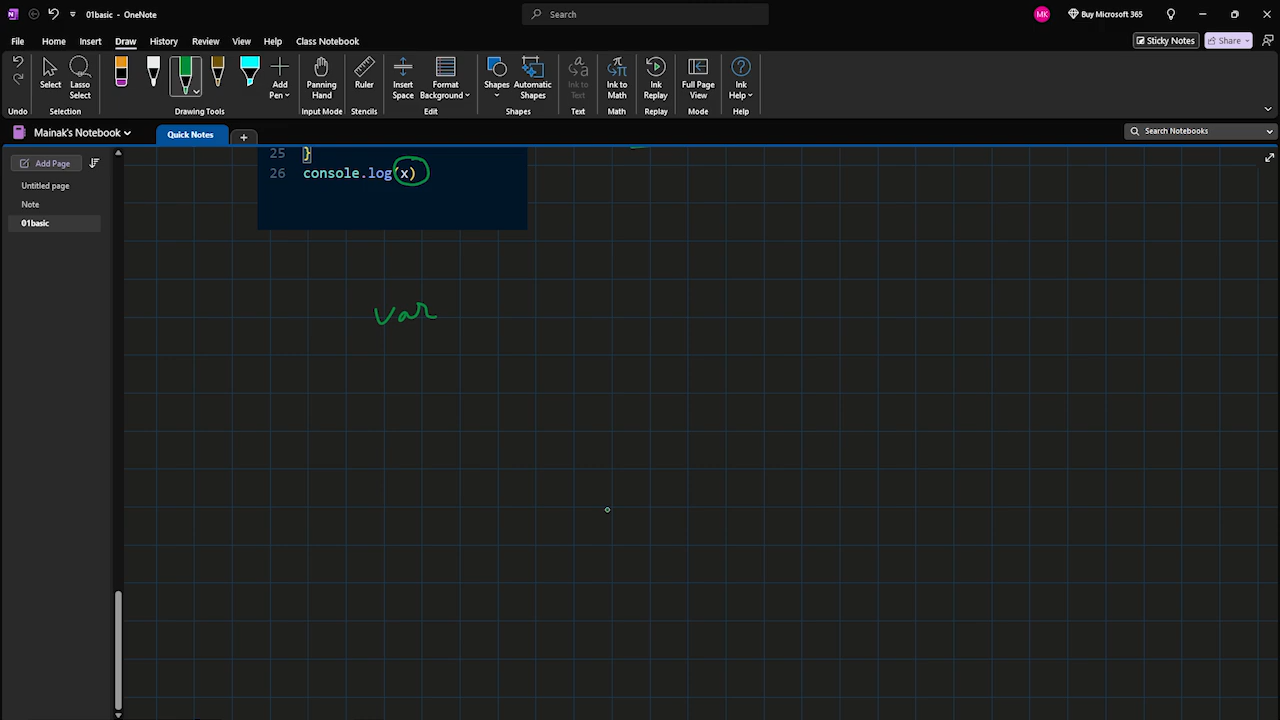 01basic - OneNote
Search
MK
Buy Microsoft 365
File Home Insert Draw History Review View Help Class Notebook
Sticky Notes
Share
Undo
Select
Lasso Select
Add Pen
Panning Hand
Ruler
Insert Space
Format Background
Shapes
Automatic Shapes
Ink to Text
Ink to Math
Ink Replay
Full Page View
Ink Help
Undo Selection Drawing Tools Input Mode Stencils Edit Shapes Text Math Replay Mode Help
Mainak's Notebook
Quick Notes
Search Notebooks
Add Page
Untitled page
Note
01basic
25 }
26 console.log(x)
var